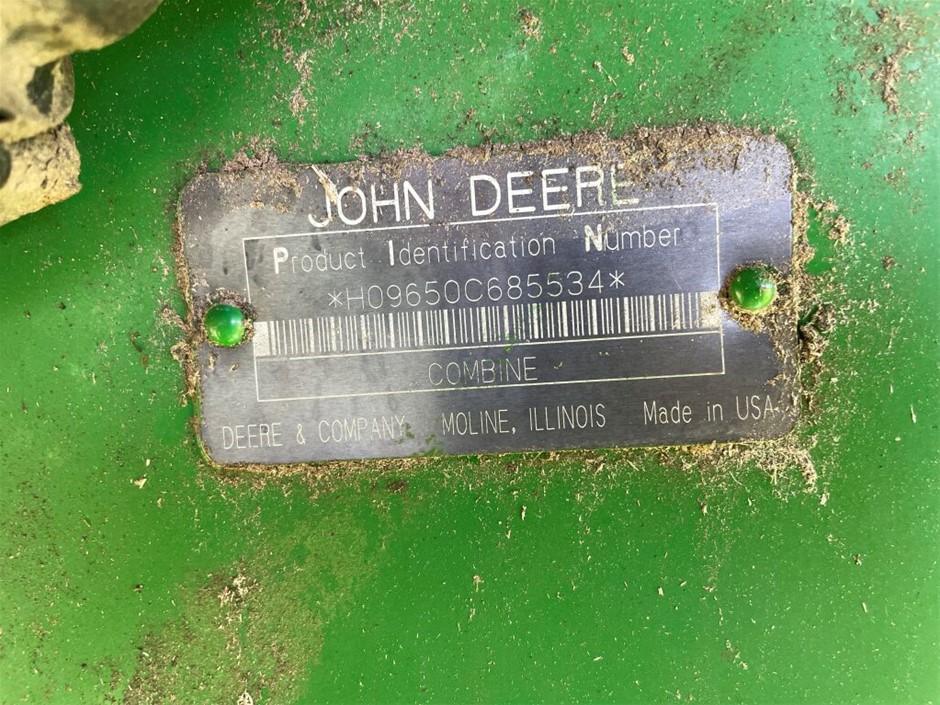 JOHN DEERE
Product Identification Number
*H09650C685534*
COMBINE
DEERE & COMPANY MOLINE, ILLINOIS Made in USA